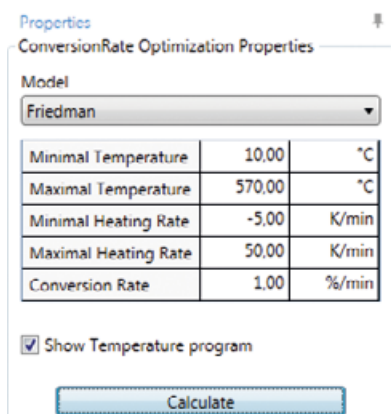 Properties
ConversionRate Optimization Properties
Model
Friedman
Minimal Temperature 10,00 °C
Maximal Temperature 570,00 °C
Minimal Heating Rate -5,00 K/min
Maximal Heating Rate 50,00 K/min
Conversion Rate 1,00 %/min
Show Temperature program
Calculate